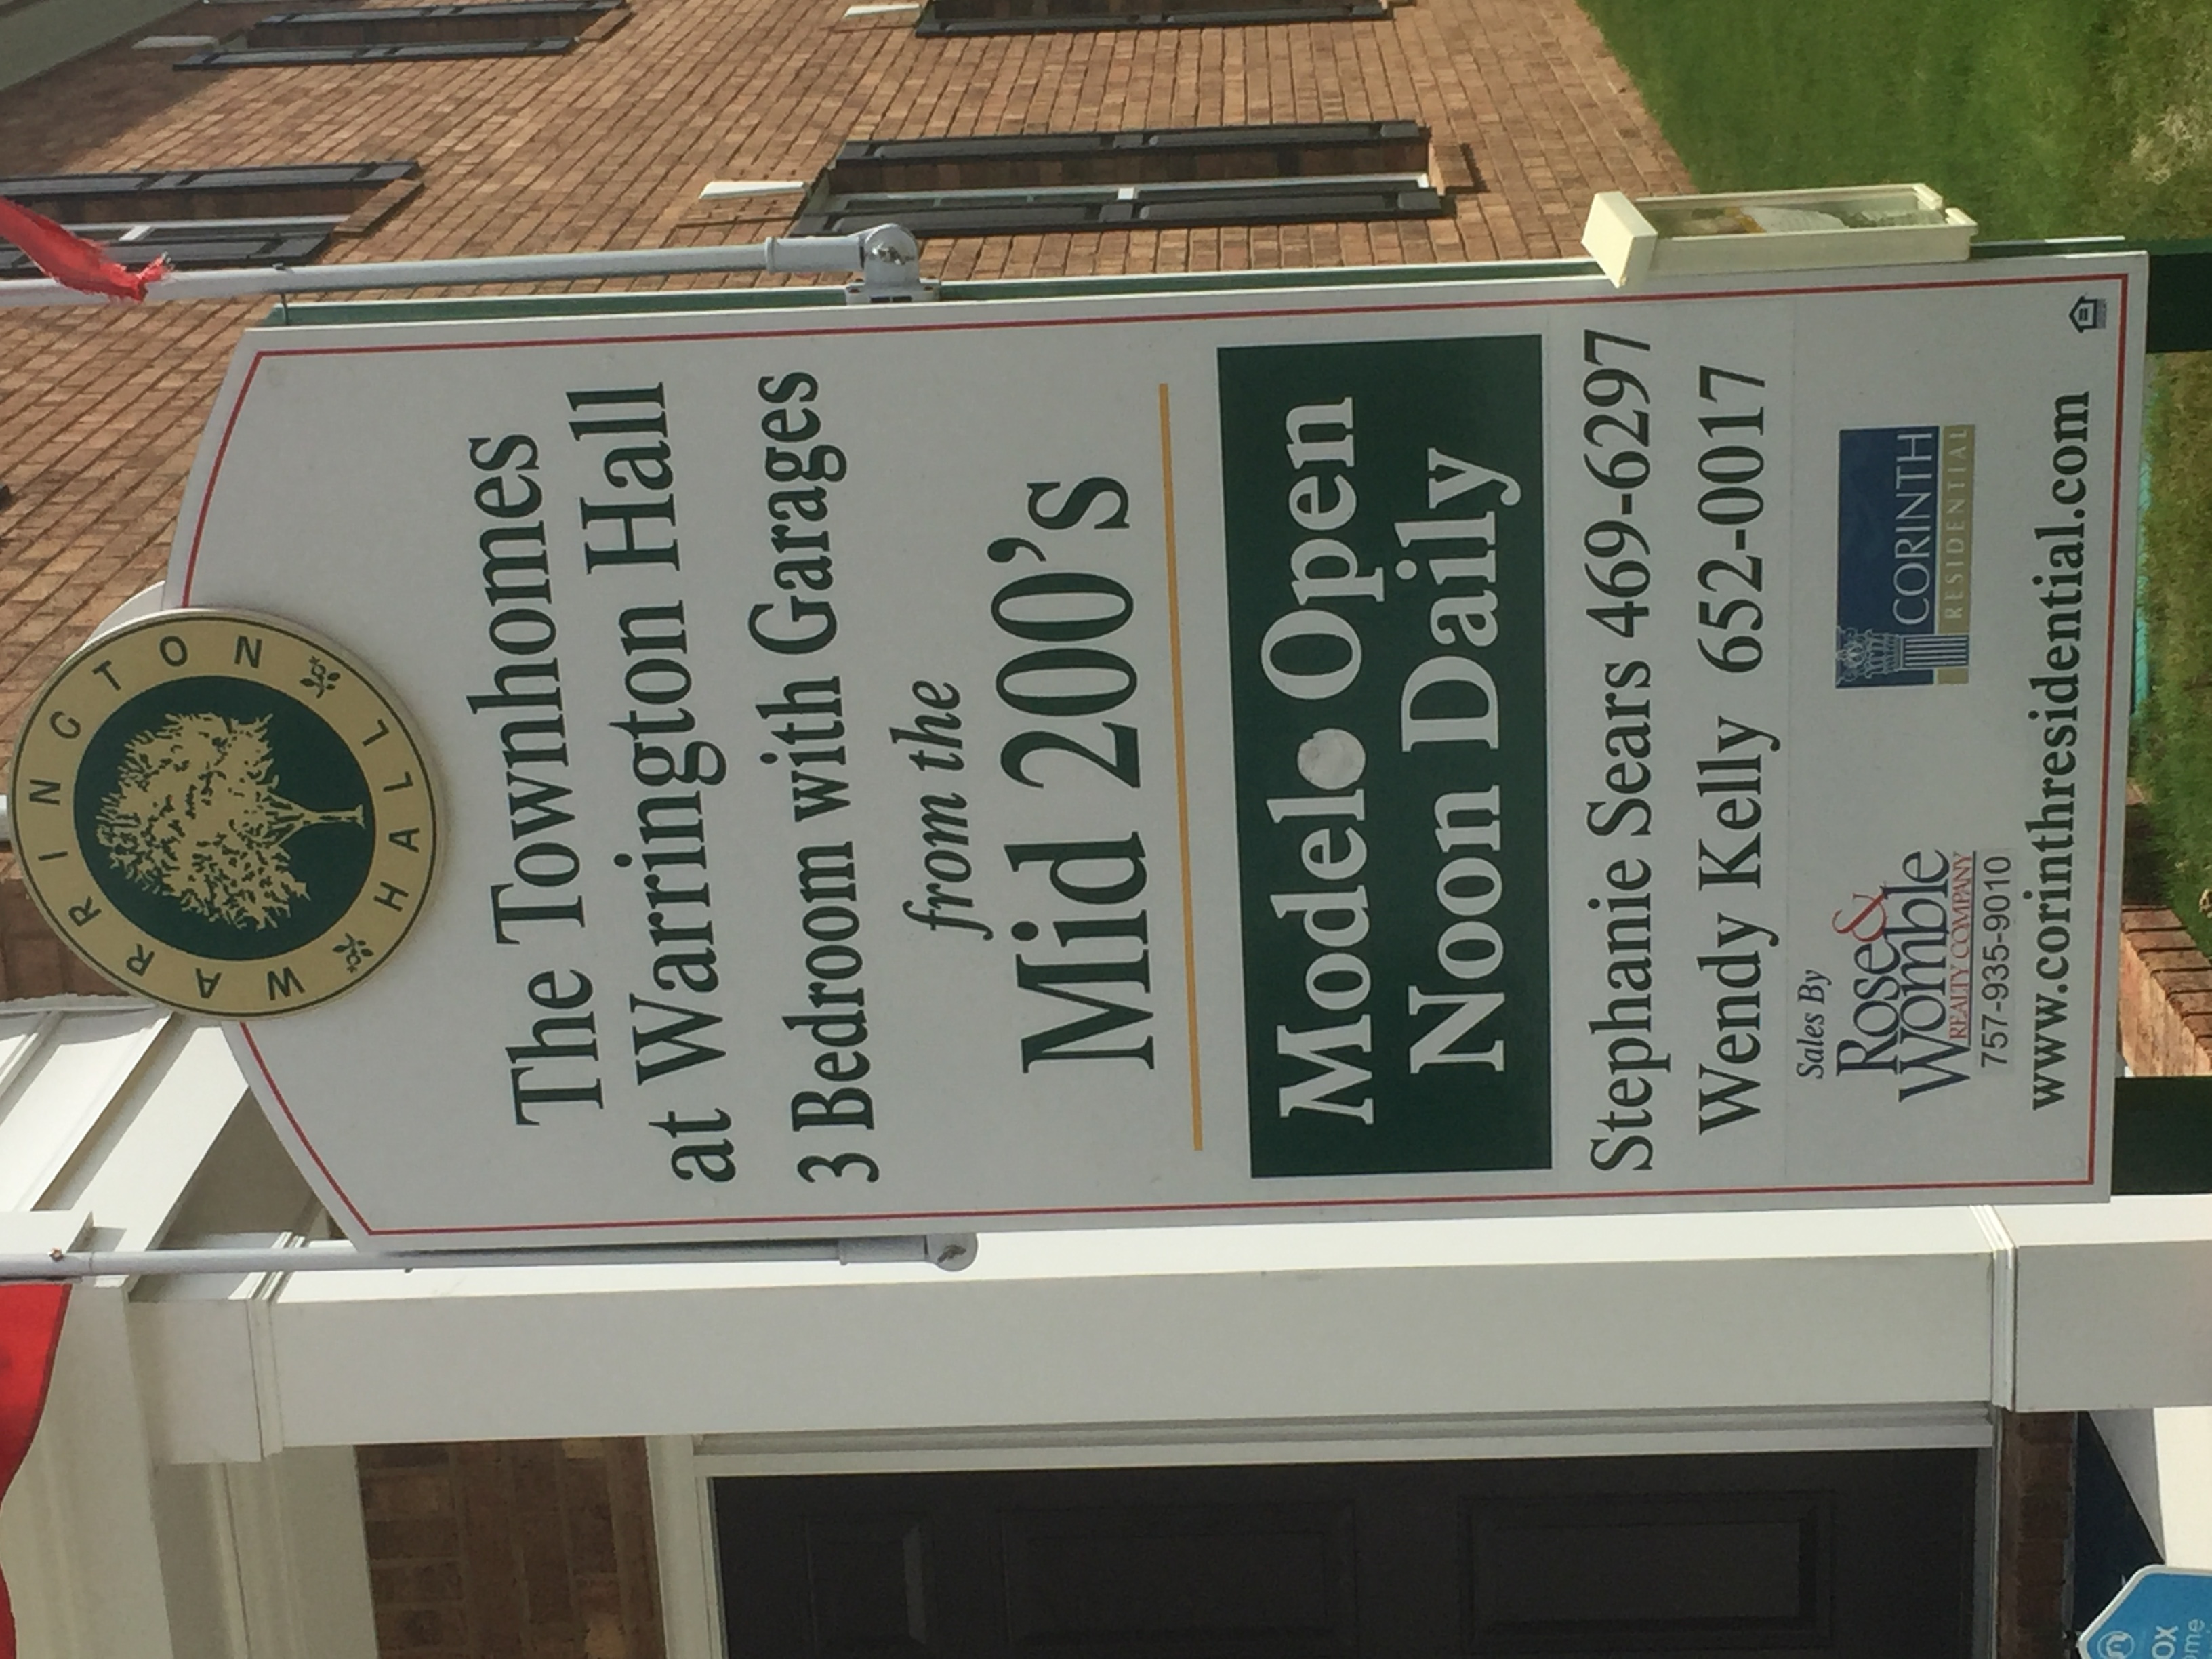 WARRINGTON
HALL
The Townhomes
at Warrington Hall
3 Bedroom with Garages
from the
Mid 200's
Model Open
Noon Daily
Stephanie Sears 469-6297
Wendy Kelly 652-0017
Sales By
Rose &
Womble
REALTY COMPANY
757-935-9010
CORINTH
RESIDENTIAL
www.corinthresidential.com